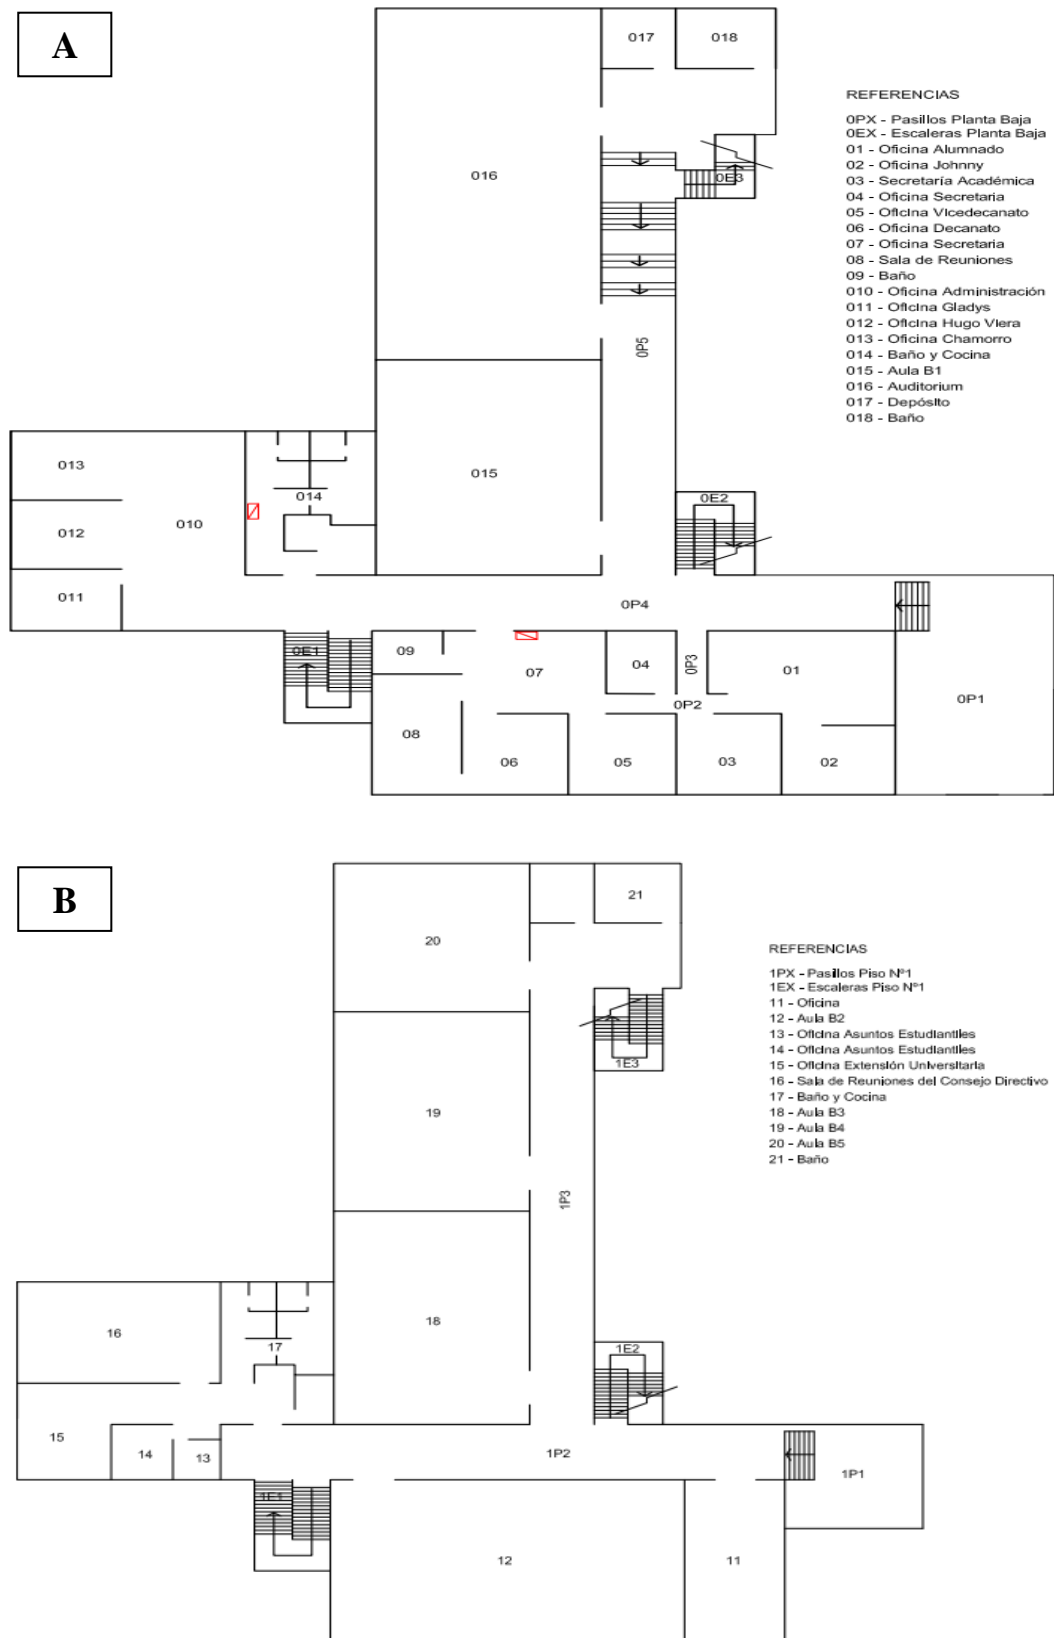 A
017
018
REFERENCIAS
0PX - Pasillos Planta Baja
0EX - Escaleras Planta Baja
01 - Oficina Alumnado
02 - Oficina Johnny
03 - Secretaría Académica
04 - Oficina Secretaria
05 - Oficina Vicedecanato
06 - Oficina Decanato
07 - Oficina Secretaria
08 - Sala de Reuniones
09 - Baño
010 - Oficina Administración
011 - Oficina Gladys
012 - Oficina Hugo Viera
013 - Oficina Chamorro
014 - Baño y Cocina
015 - Aula B1
016 - Auditorium
017 - Depósito
018 - Baño
016
0E3
0P5
013
015
014
0E2
010
012
011
0P4
0E1
09
07
04
0P3
01
0P2
0P1
08
06
05
03
02
B
21
20
REFERENCIAS
1PX - Pasillos Piso Nº1
1EX - Escaleras Piso Nº1
11 - Oficina
12 - Aula B2
13 - Oficina Asuntos Estudiantiles
14 - Oficina Asuntos Estudiantiles
15 - Oficina Extensión Universitaria
16 - Sala de Reuniones del Consejo Directivo
17 - Baño y Cocina
18 - Aula B3
19 - Aula B4
20 - Aula B5
21 - Baño
1E3
19
1P3
18
16
17
1E2
15
14
13
1P2
1P1
1E1
12
11